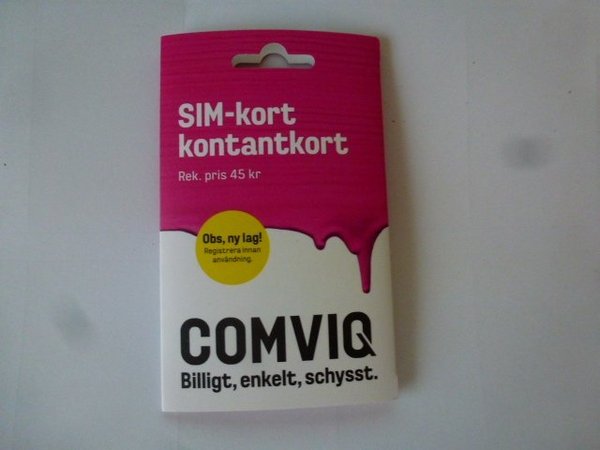 SIM-kort
kontantkort
Rek. pris 45 kr
Obs, ny lag!
Registrera innan
användning.
COMVIQ
Billigt, enkelt, schysst.